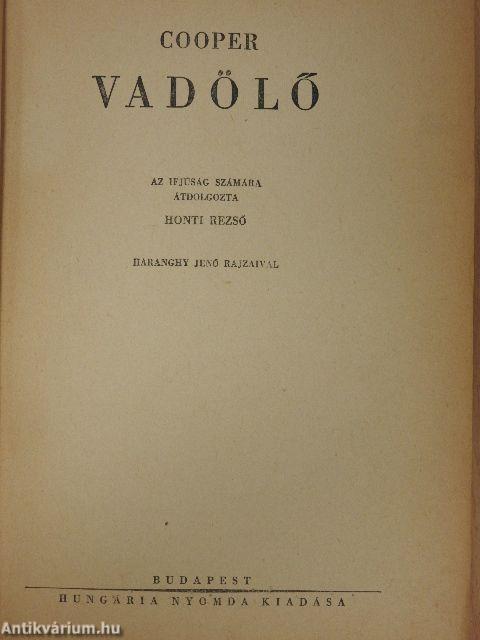 COOPER
VADÖLŐ
AZ IFJÚSÁG SZÁMÁRA
ÁTDOLGOZTA
HONTI REZSŐ
HARANGHY JENŐ RAJZAIVAL
BUDAPEST
HUNGÁRIA NYOMDA KIADÁSA
Antikvárium.hu